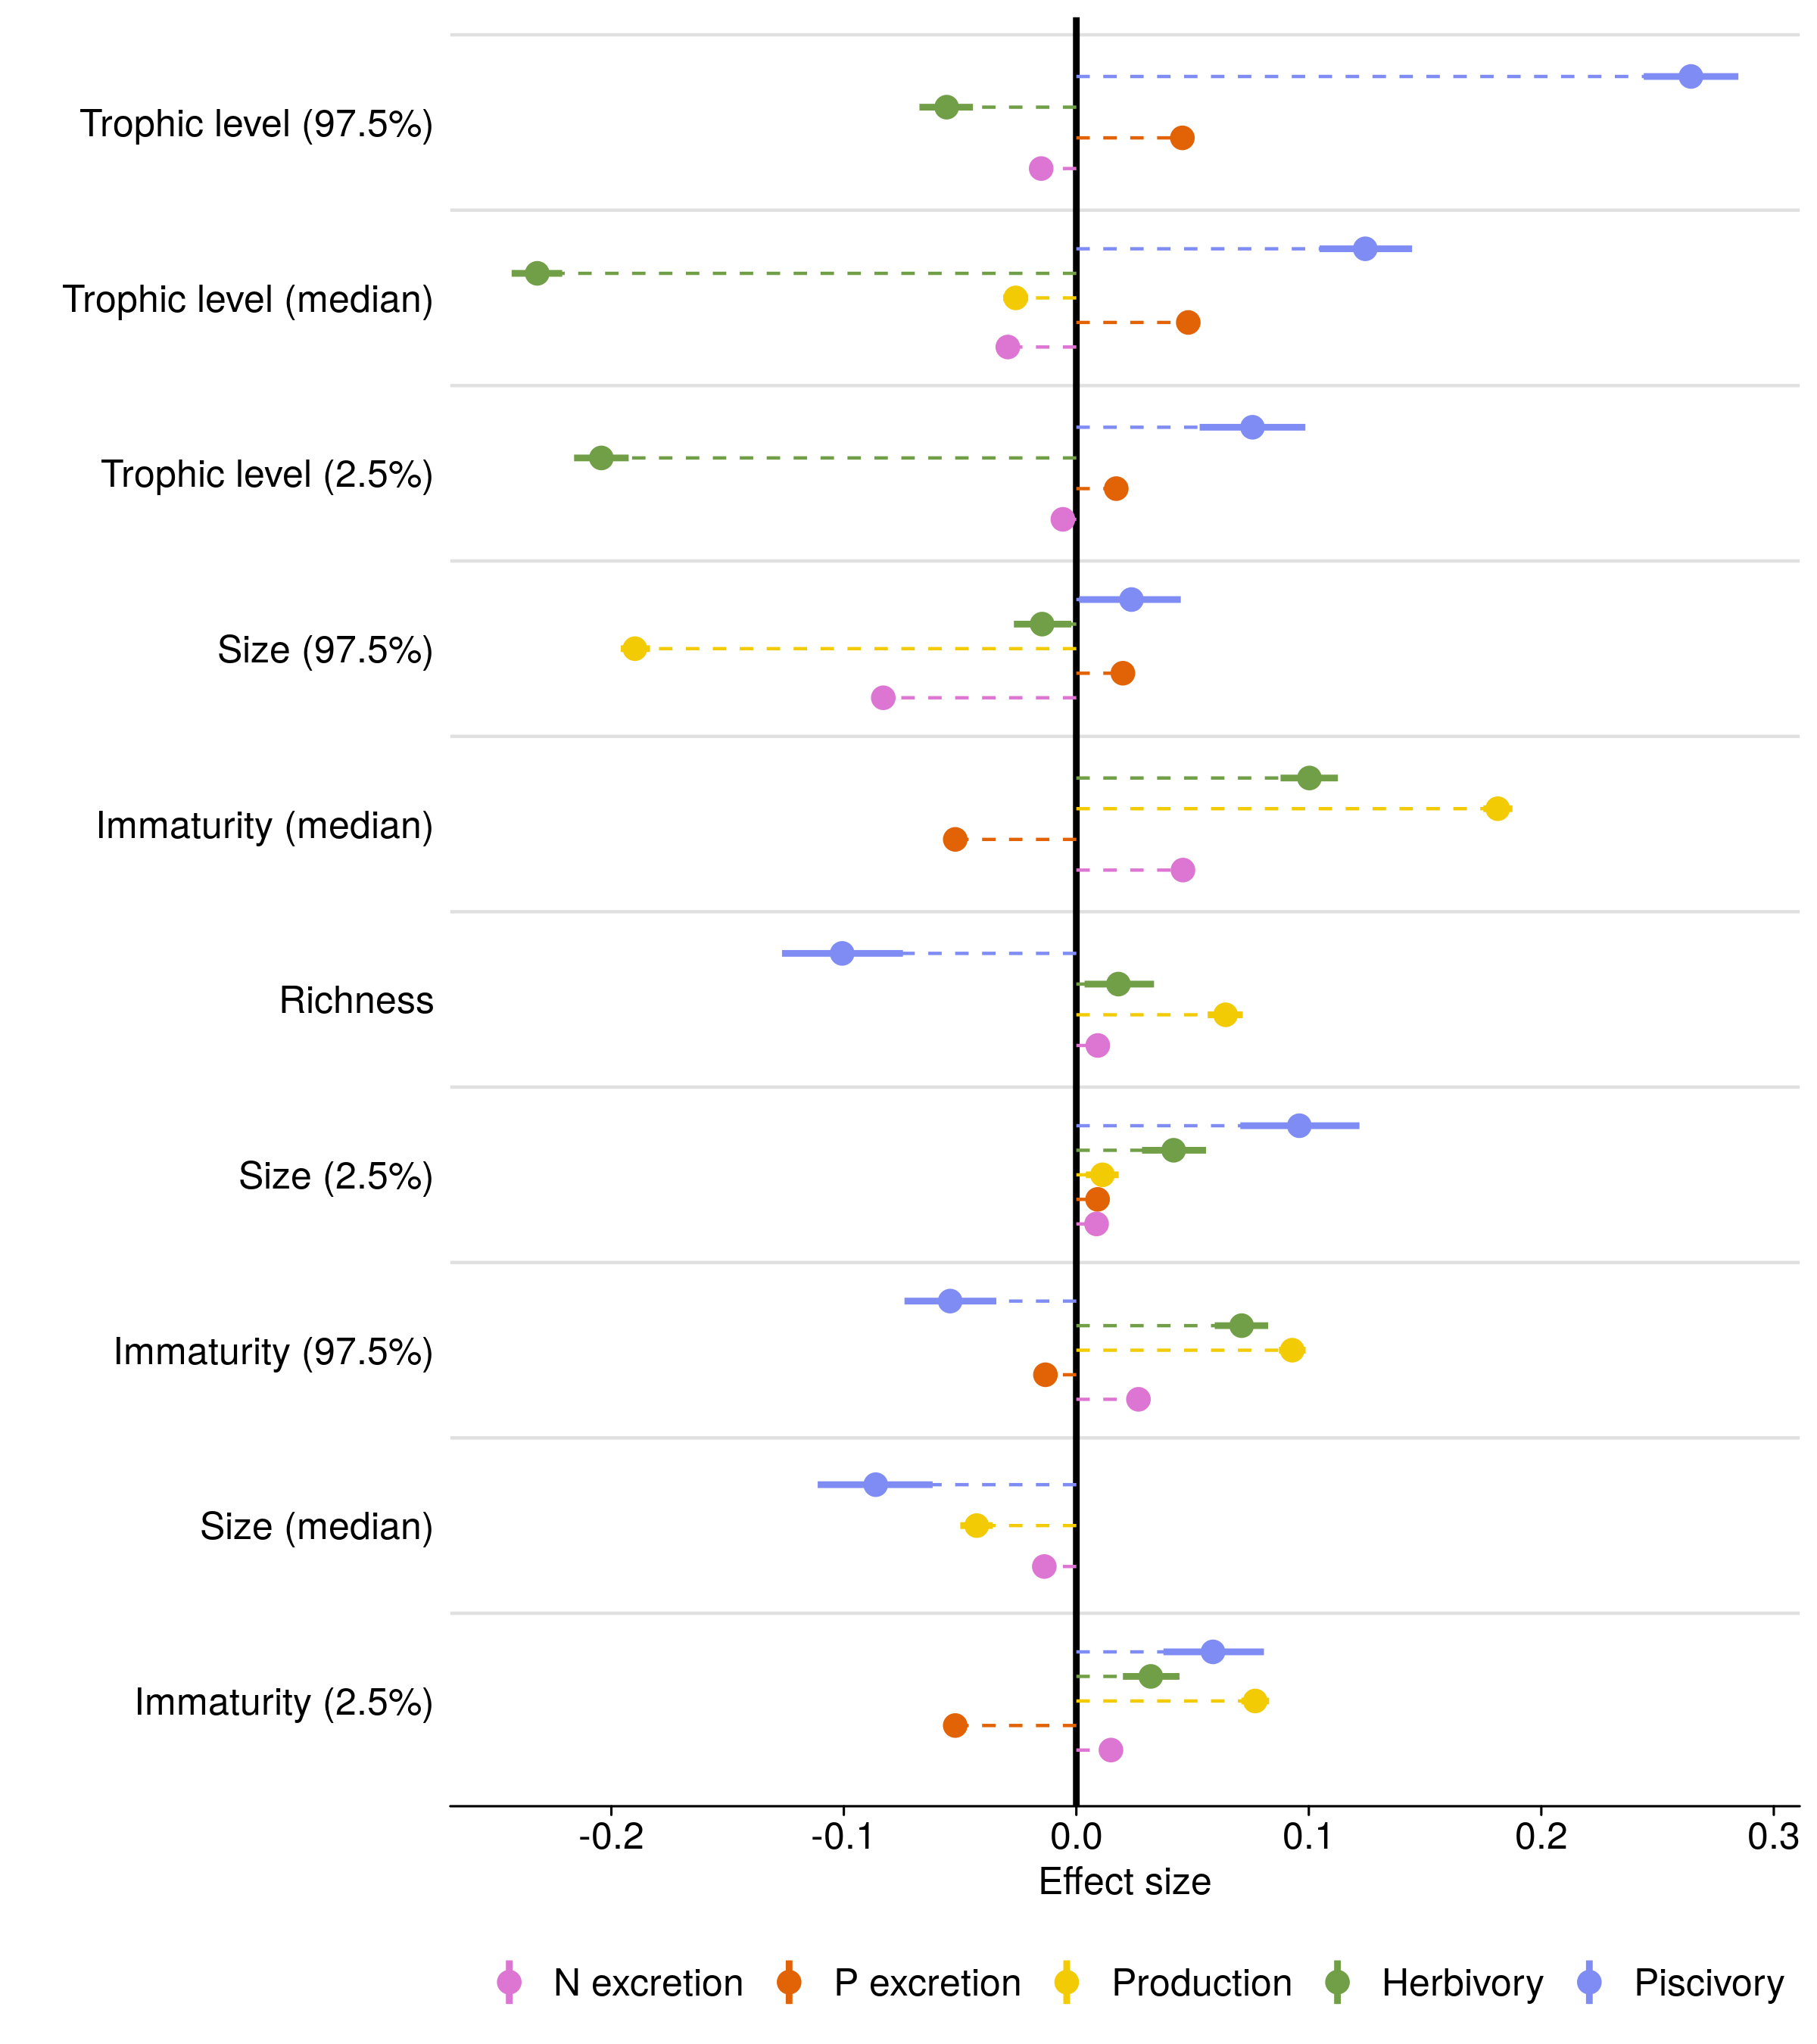 Trophic level (97.5%)
Trophic level (median)
Trophic level (2.5%)
Size (97.5%)
Immaturity (median)
Richness
Size (2.5%)
Immaturity (97.5%)
Size (median)
Immaturity (2.5%)
-0.2 -0.1 0.0 0.1 0.2 0.3
Effect size
N excretion P excretion Production Herbivory Piscivory